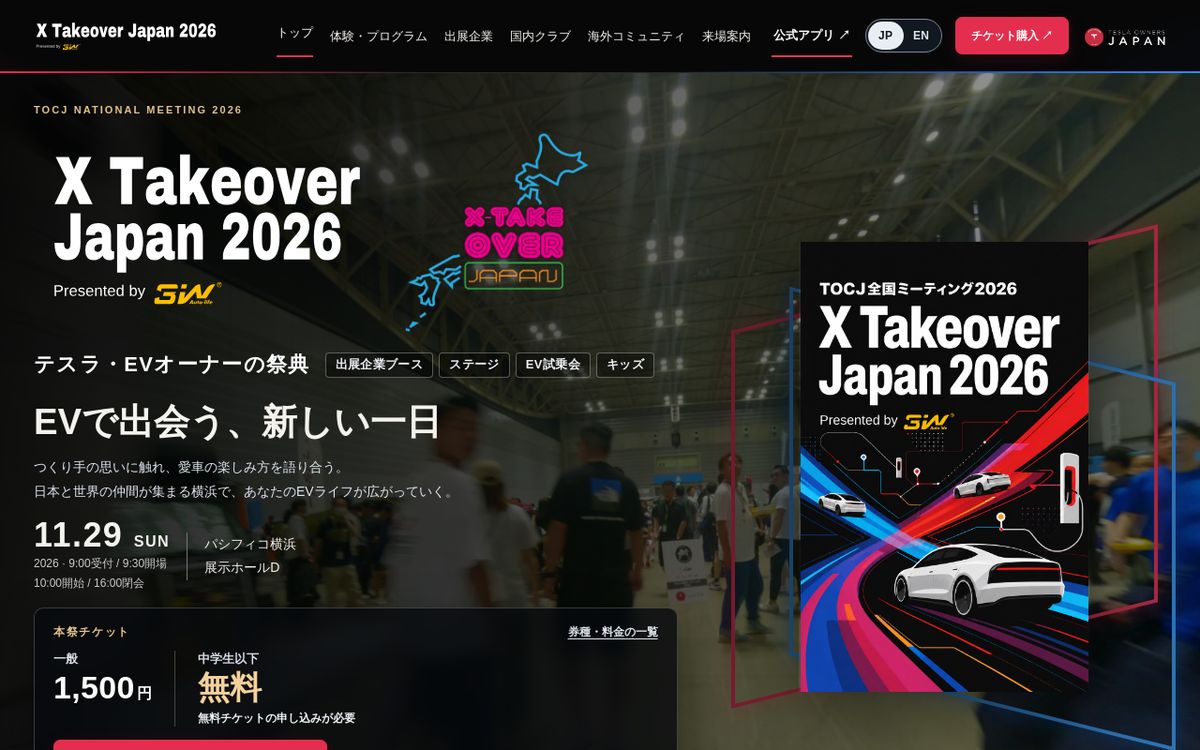 X Takeover Japan 2026
Presented by 3W
トップ
体験・プログラム
出展企業
国内クラブ
海外コミュニティ
来場案内
公式アプリ ↗
JP
EN
チケット購入 ↗
TESLA OWNERS
JAPAN
TOCJ NATIONAL MEETING 2026
X Takeover
Japan 2026
Presented by 3W Auto life
X-TAKE
OVER
JAPAN
テスラ・EVオーナーの祭典
出展企業ブース
ステージ
EV試乗会
キッズ
EVで出会う、新しい一日
つくり手の思いに触れ、愛車の楽しみ方を語り合う。
日本と世界の仲間が集まる横浜で、あなたのEVライフが広がっていく。
11.29 SUN
2026 · 9:00受付 / 9:30開場
10:00開始 / 16:00閉会
パシフィコ横浜
展示ホールD
本祭チケット
券種・料金の一覧
一般
1,500円
中学生以下
無料
無料チケットの申し込みが必要
TOCJ全国ミーティング2026
X Takeover
Japan 2026
Presented by 3W Auto life